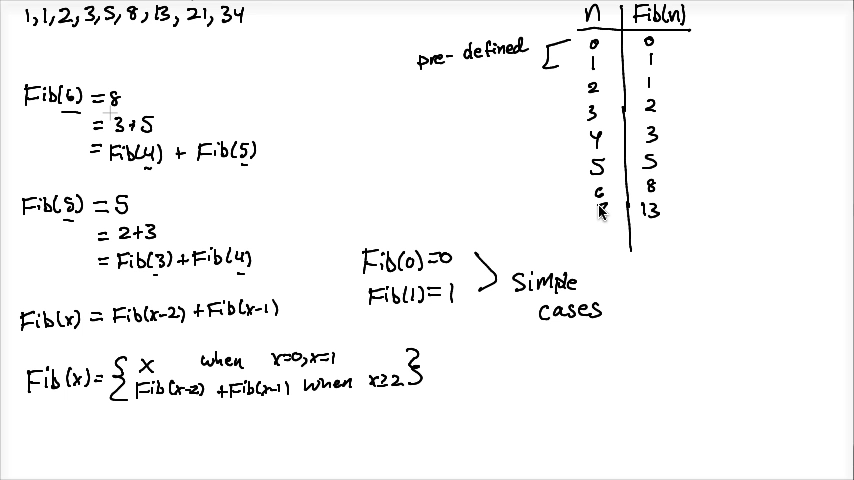 1,1,2,3,5,8,13,21,34
Fib(6) = 8
= 3+5
= Fib(4) + Fib(5)
Fib(5) = 5
= 2+3
= Fib(3) + Fib(4)
Fib(x) = Fib(x-2) + Fib(x-1)
Fib(x) = { x when x=0, x=1
Fib(x-2) + Fib(x-1) when x≥2 }
Fib(0)=0
Fib(1)=1
simple
cases
pre-defined
n Fib(n)
0 0
1 1
2 1
3 2
4 3
5 5
6 8
13